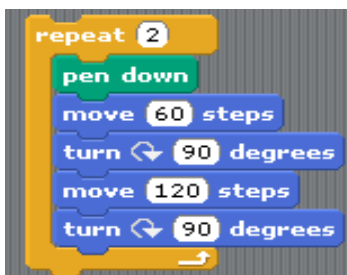 repeat 2
pen down
move 60 steps
turn 90 degrees
move 120 steps
turn 90 degrees